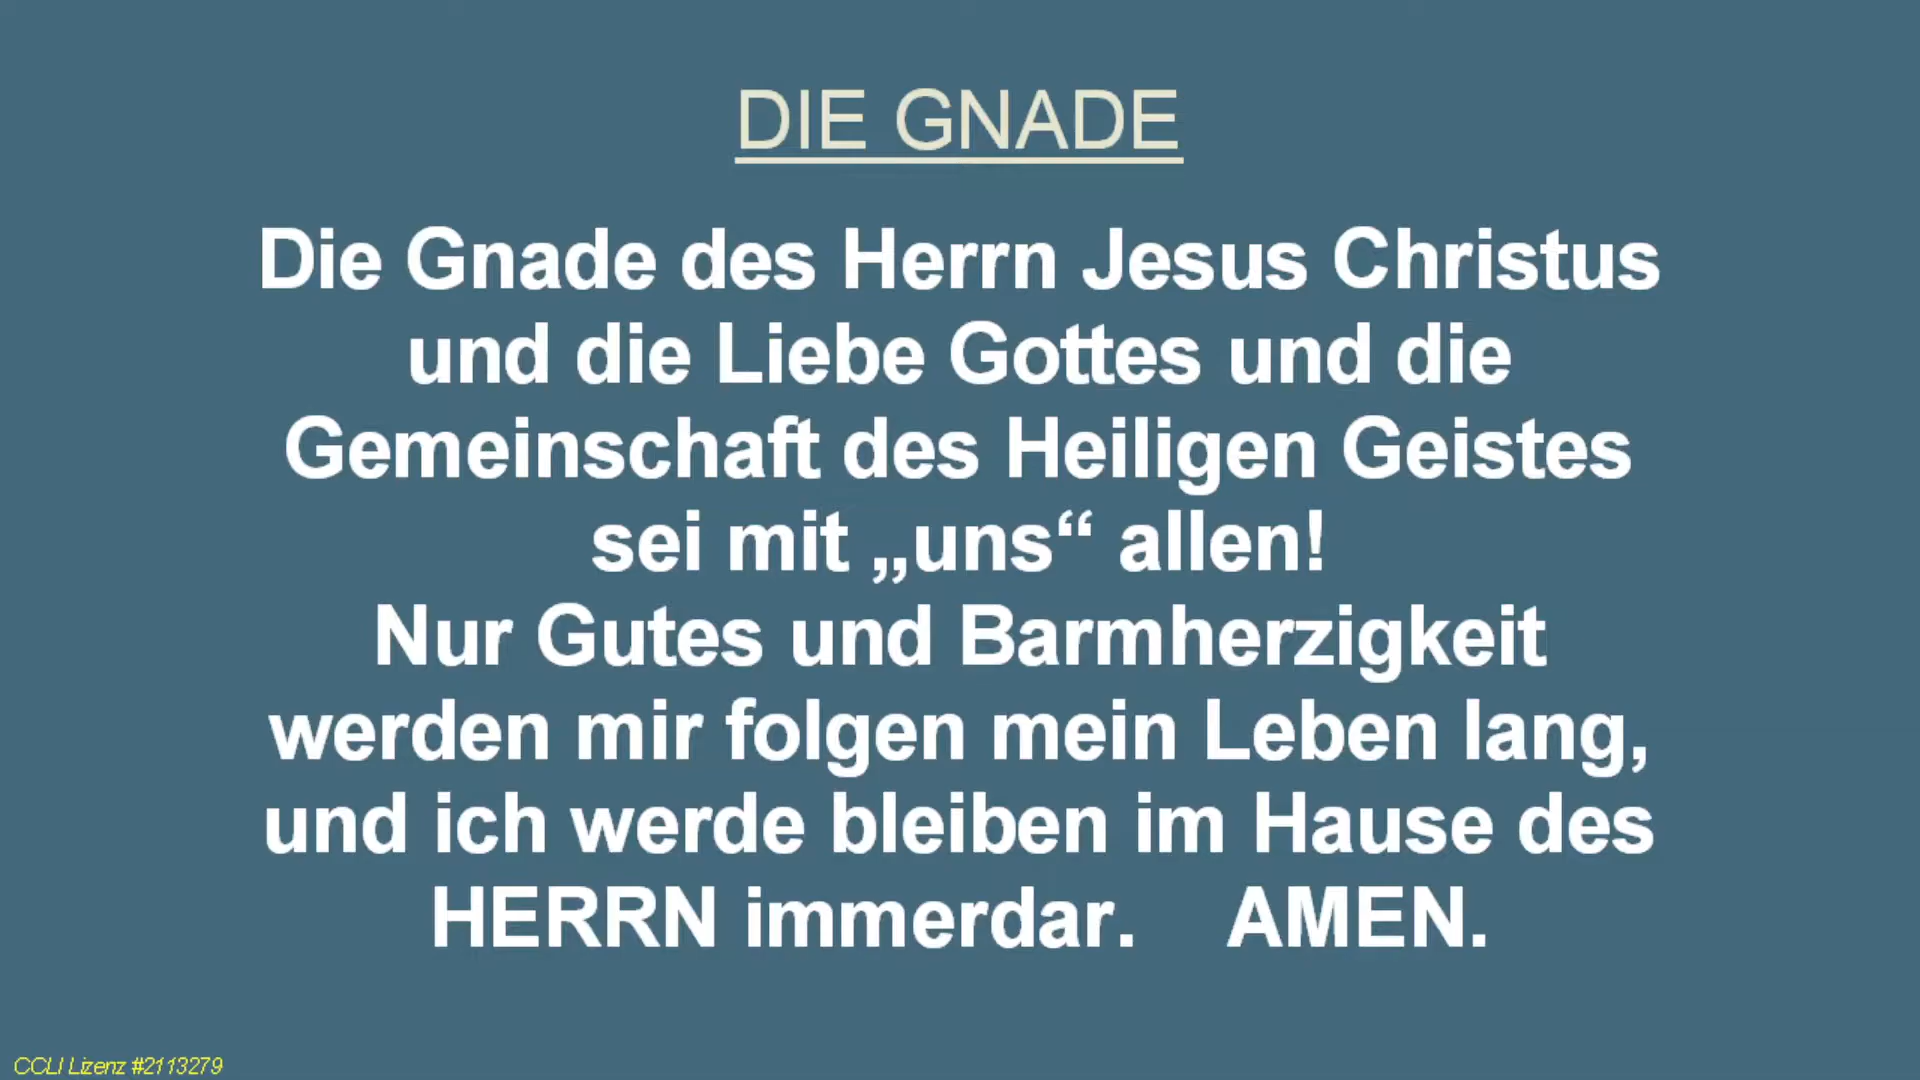 DIE GNADE
Die Gnade des Herrn Jesus Christus
und die Liebe Gottes und die
Gemeinschaft des Heiligen Geistes
sei mit „uns“ allen!
Nur Gutes und Barmherzigkeit
werden mir folgen mein Leben lang,
und ich werde bleiben im Hause des
HERRN immerdar. AMEN.
CCLI Lizenz #2113279